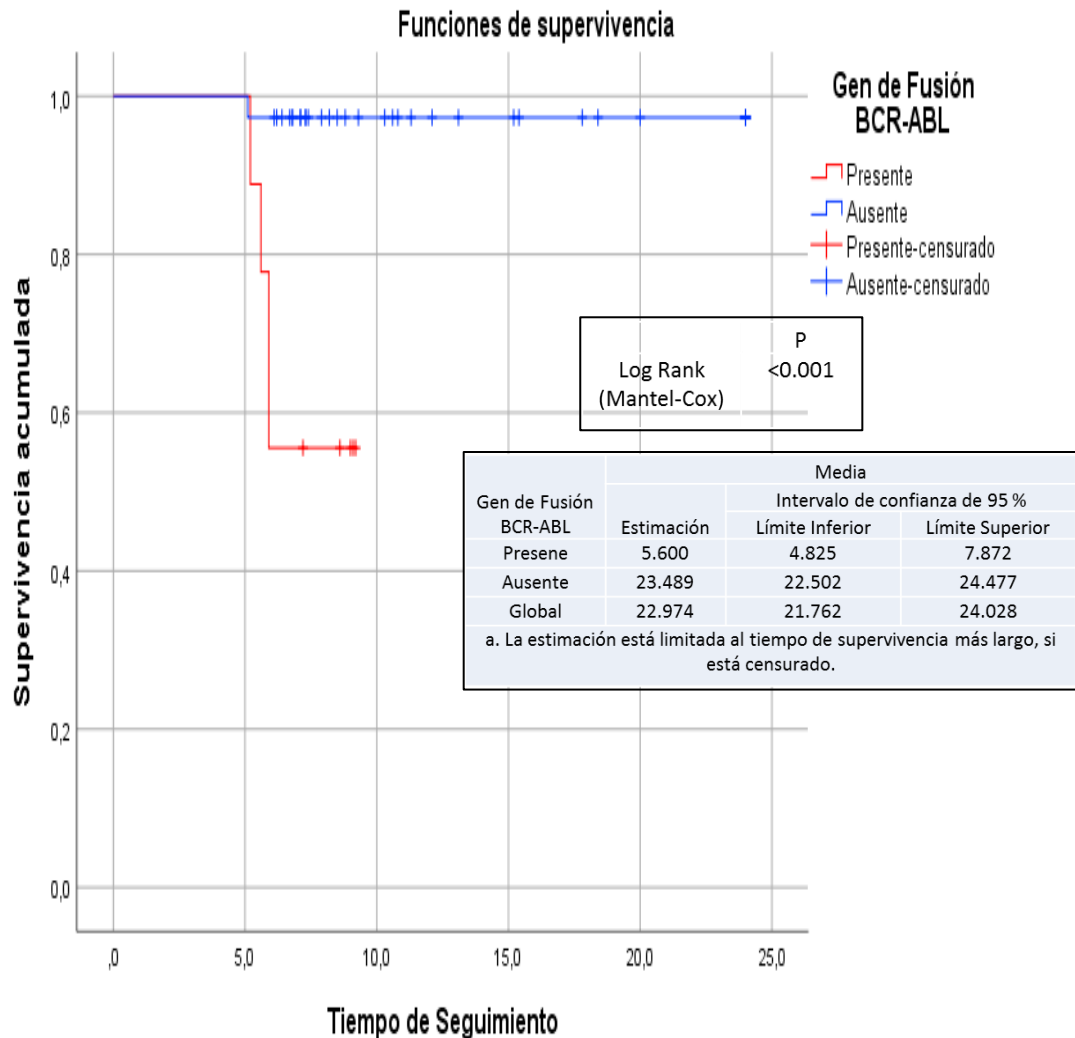 Funciones de supervivencia
Gen de Fusión
BCR-ABL
Presente
Ausente
Presente-censurado
Ausente-censurado
Supervivencia acumulada
1,0
0,8
0,6
0,4
0,2
0,0
P
Log Rank <0.001
(Mantel-Cox)
Media
Gen de Fusión Intervalo de confianza de 95 %
BCR-ABL Estimación Límite Inferior Límite Superior
Presene 5.600 4.825 7.872
Ausente 23.489 22.502 24.477
Global 22.974 21.762 24.028
a. La estimación está limitada al tiempo de supervivencia más largo, si
está censurado.
,0 5,0 10,0 15,0 20,0 25,0
Tiempo de Seguimiento